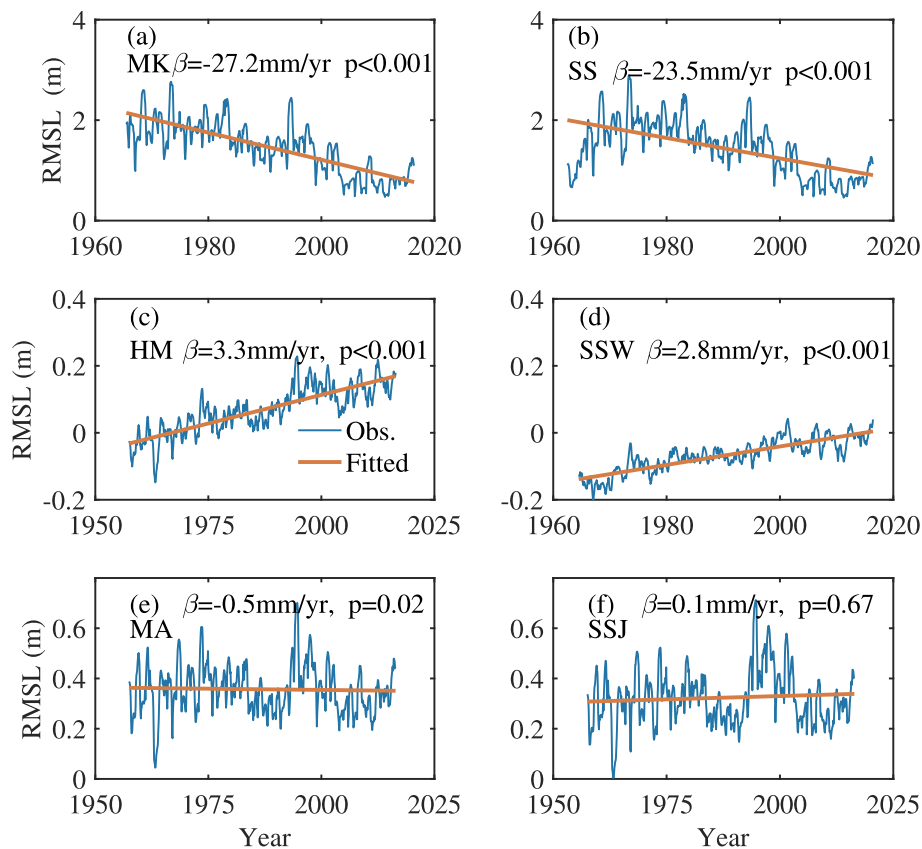 4
2
0
RMSL (m)
(a)
MK β=-27.2mm/yr p<0.001
1960 1980 2000 2020
4
2
0
(b)
SS β=-23.5mm/yr p<0.001
1960 1980 2000 2020
0.4
0.2
0
-0.2
RMSL (m)
(c)
HM β=3.3mm/yr, p<0.001
Obs.
Fitted
1950 1975 2000 2025
0.4
0.2
0
-0.2
(d)
SSW β=2.8mm/yr, p<0.001
1960 1980 2000 2020
0.6
0.4
0.2
0
RMSL (m)
(e) β=-0.5mm/yr, p=0.02
MA
1950 1975 2000 2025
Year
0.6
0.4
0.2
0
(f) β=0.1mm/yr, p=0.67
SSJ
1950 1975 2000 2025
Year